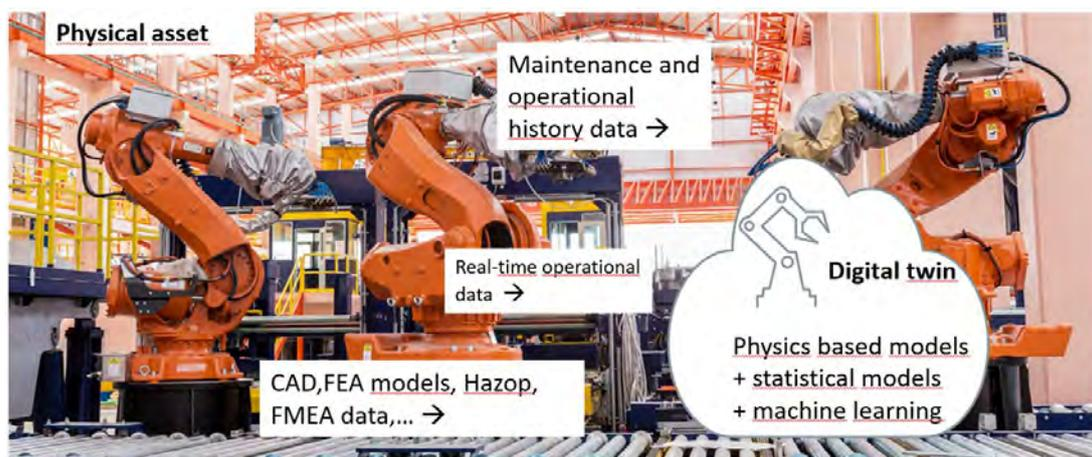 Physical asset
Maintenance and
operational
history data →
Real-time operational
data →
CAD,FEA models, Hazop,
FMEA data,... →
Digital twin
Physics based models
+ statistical models
+ machine learning